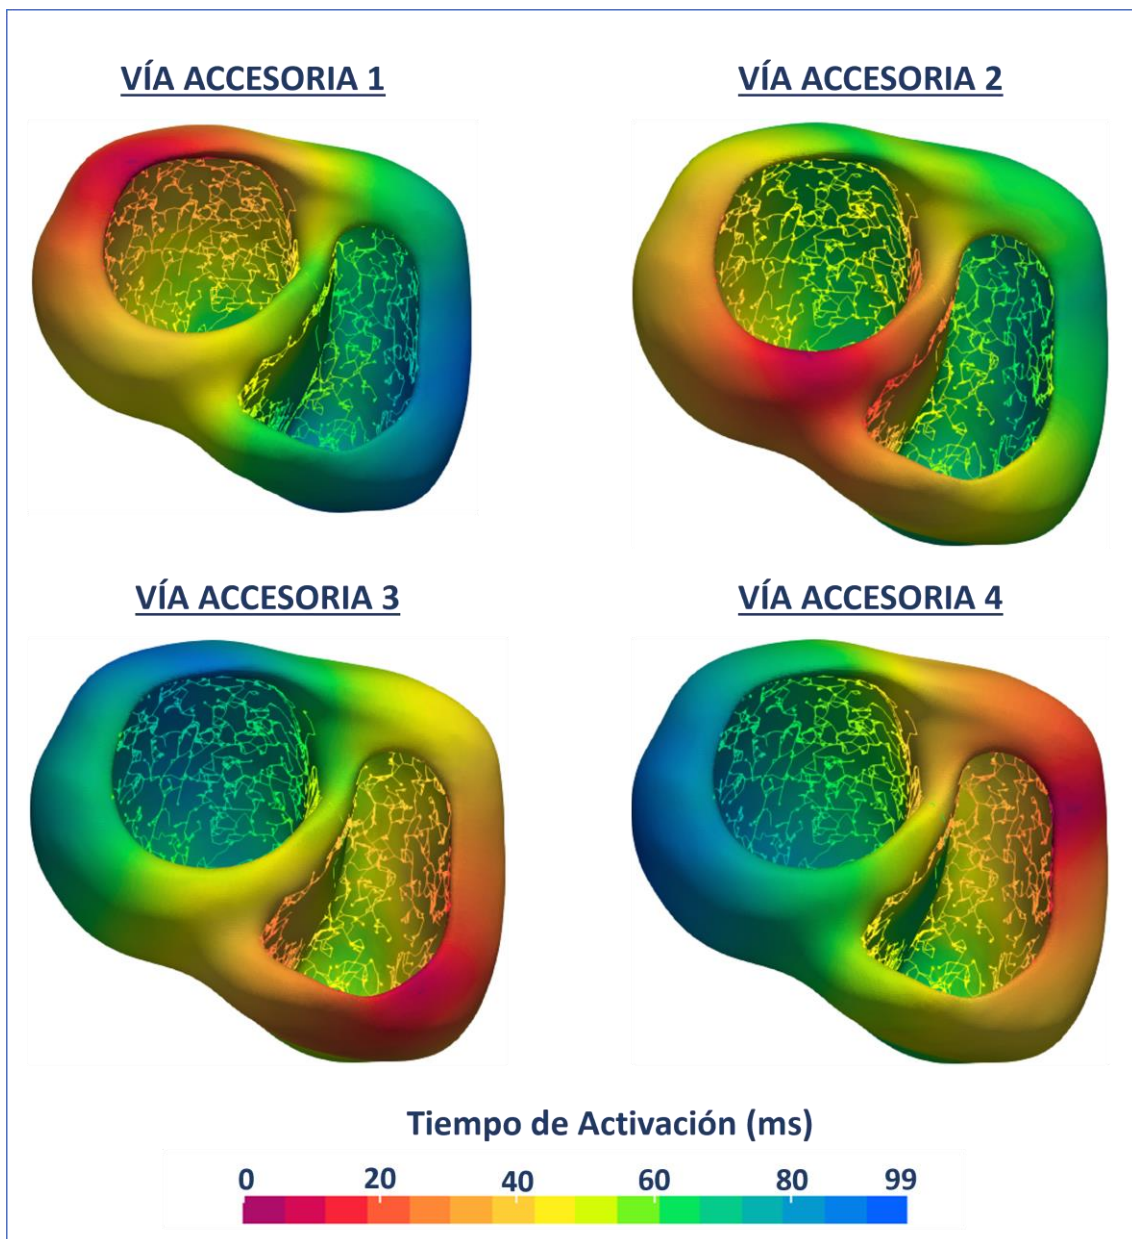 VÍA ACCESORIA 1
VÍA ACCESORIA 2
VÍA ACCESORIA 3
VÍA ACCESORIA 4
Tiempo de Activación (ms)
0 20 40 60 80 99